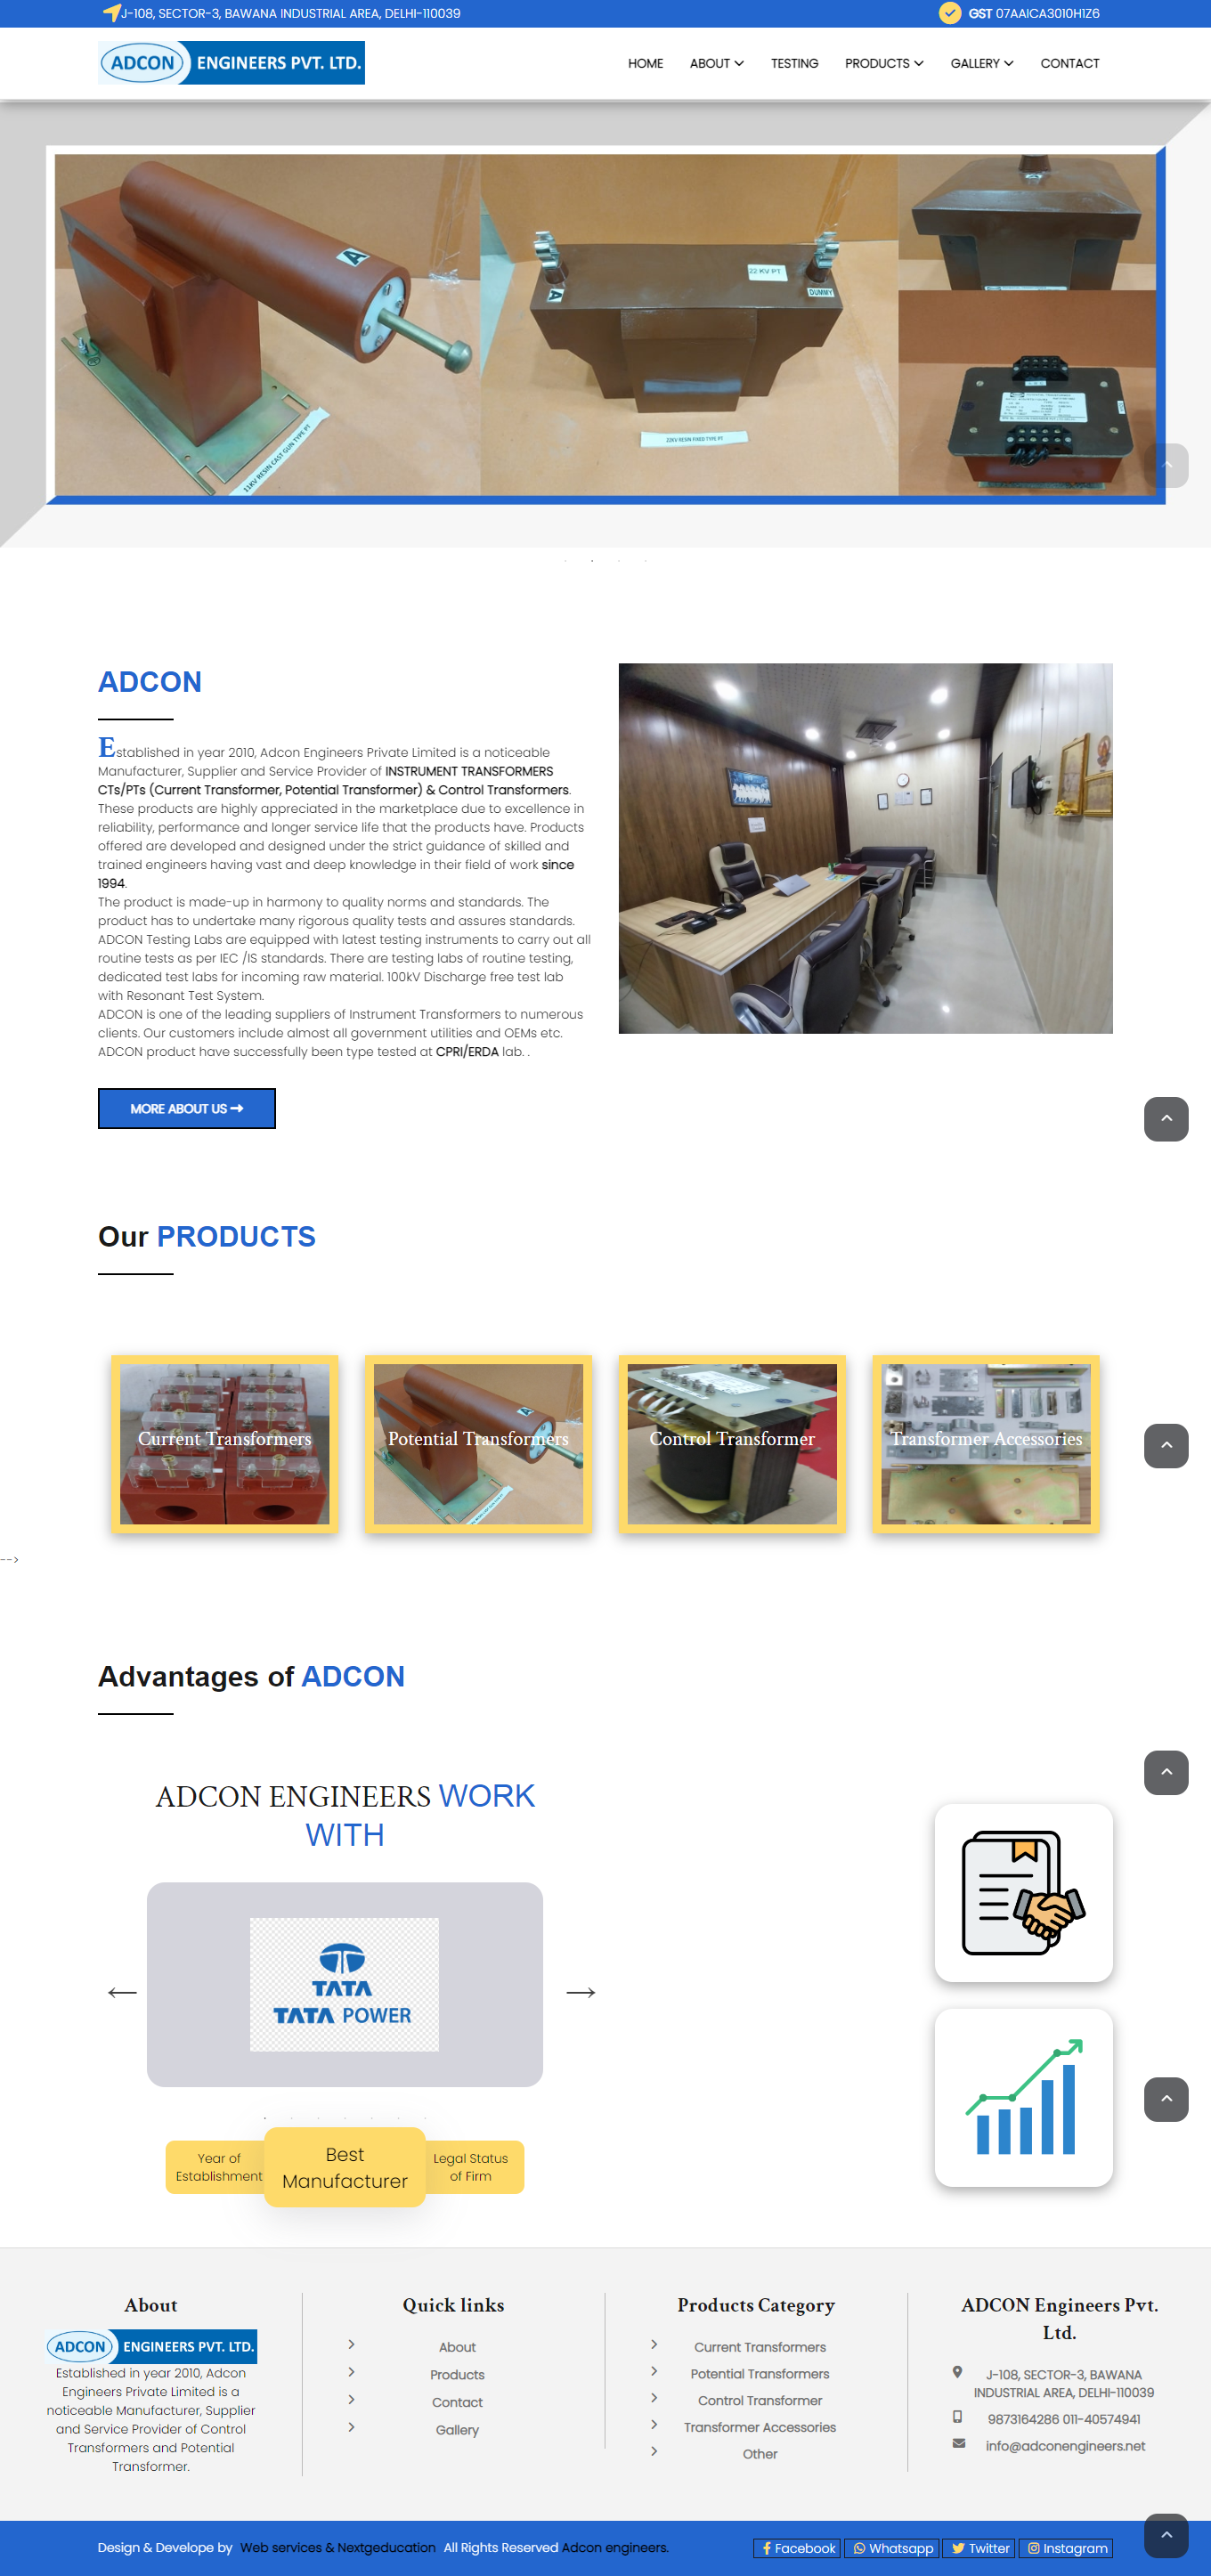 J-108, SECTOR-3, BAWANA INDUSTRIAL AREA, DELHI-110039
GST 07AAICA3010H1Z6
ADCON ENGINEERS PVT. LTD.
HOME ABOUT TESTING PRODUCTS GALLERY CONTACT
A
11KV RESIN CAST GUN TYPE PT
A
22 KV PT
DUMMY
22KV RESIN FIXED TYPE PT
ADCON
Established in year 2010, Adcon Engineers Private Limited is a noticeable
Manufacturer, Supplier and Service Provider of INSTRUMENT TRANSFORMERS
CTs/PTs (Current Transformer, Potential Transformer) & Control Transformers.
These products are highly appreciated in the marketplace due to excellence in
reliability, performance and longer service life that the products have. Products
offered are developed and designed under the strict guidance of skilled and
trained engineers having vast and deep knowledge in their field of work since
1994.
The product is made-up in harmony to quality norms and standards. The
product has to undertake many rigorous quality tests and assures standards.
ADCON Testing Labs are equipped with latest testing instruments to carry out all
routine tests as per IEC /IS standards. There are testing labs of routine testing,
dedicated test labs for incoming raw material. 100kV Discharge free test lab
with Resonant Test System.
ADCON is one of the leading suppliers of Instrument Transformers to numerous
clients. Our customers include almost all government utilities and OEMs etc.
ADCON product have successfully been type tested at CPRI/ERDA lab. .
MORE ABOUT US
Our PRODUCTS
Current Transformers
Potential Transformers
A
Control Transformer
Transformer Accessories
-->
Advantages of ADCON
ADCON ENGINEERS WORK
WITH
TATA
TATA POWER
Year of
Establishment
Best
Manufacturer
Legal Status
of Firm
About
ADCON ENGINEERS PVT. LTD.
Established in year 2010, Adcon
Engineers Private Limited is a
noticeable Manufacturer, Supplier
and Service Provider of Control
Transformers and Potential
Transformer.
Quick links
About
Products
Contact
Gallery
Products Category
Current Transformers
Potential Transformers
Control Transformer
Transformer Accessories
Other
ADCON Engineers Pvt.
Ltd.
J-108, SECTOR-3, BAWANA
INDUSTRIAL AREA, DELHI-110039
9873164286 011-40574941
info@adconengineers.net
Design & Develope by Web services & Nextgeducation All Rights Reserved Adcon engineers.
Facebook Whatsapp Twitter Instagram